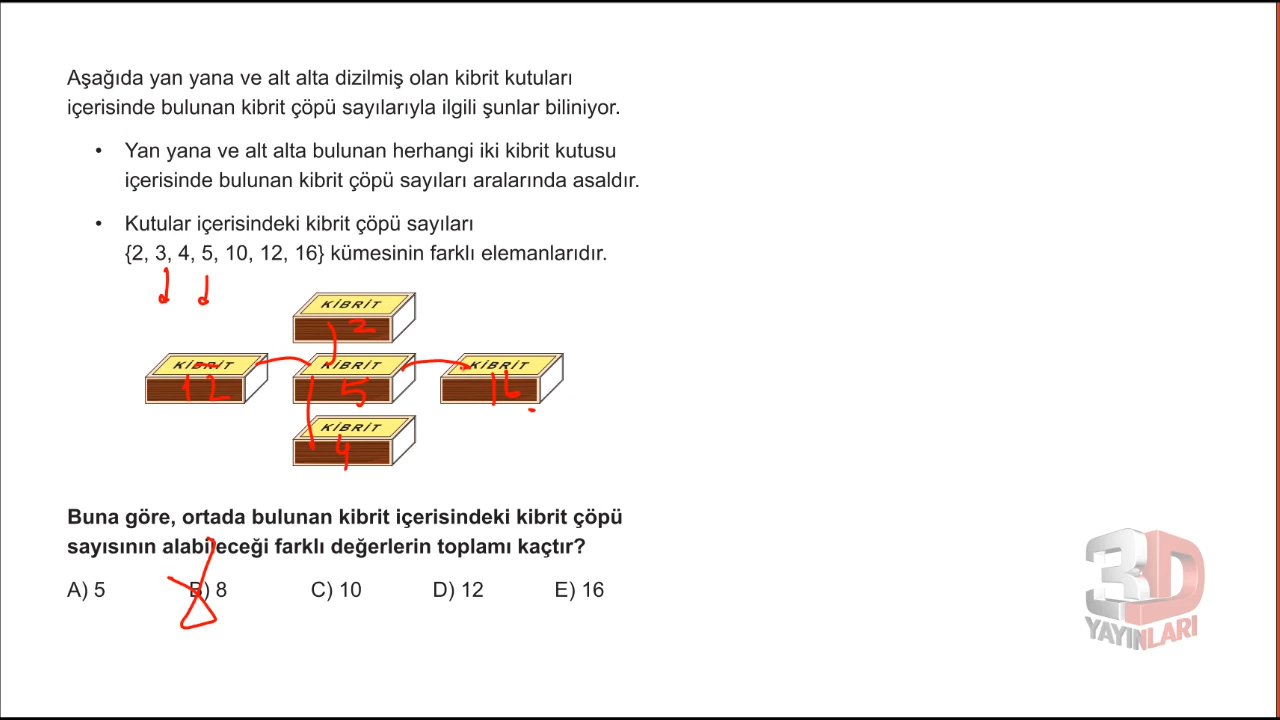 Aşağıda yan yana ve alt alta dizilmiş olan kibrit kutuları
içerisinde bulunan kibrit çöpü sayılarıyla ilgili şunlar biliniyor.
• Yan yana ve alt alta bulunan herhangi iki kibrit kutusu
içerisinde bulunan kibrit çöpü sayıları aralarında asaldır.
• Kutular içerisindeki kibrit çöpü sayıları
{2, 3, 4, 5, 10, 12, 16} kümesinin farklı elemanlarıdır.
KİBRİT
2
KİBRİT KİBRİT KİBRİT
12 5 16
KİBRİT
4
Buna göre, ortada bulunan kibrit içerisindeki kibrit çöpü
sayısının alabileceği farklı değerlerin toplamı kaçtır?
A) 5 B) 8 C) 10 D) 12 E) 16
3D
YAYINLARI